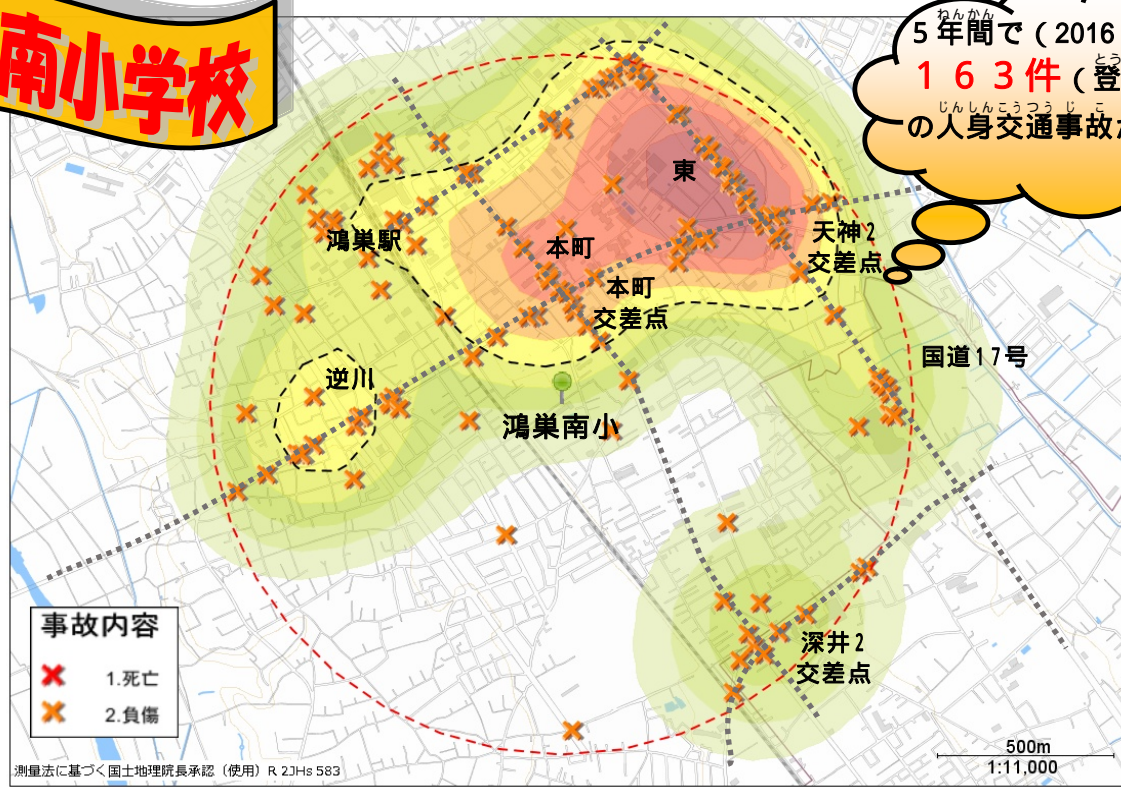 南小学校
ねんかん
5年間で(2016
とう
163件(登
じんしんこうつうじこ
の人身交通事故
東
鴻巣駅
本町
天神2
交差点
本町
交差点
国道17号
逆川
鴻巣南小
深井2
交差点
事故内容
1.死亡
2.負傷
500m
1:11,000
測量法に基づく国土地理院長承認(使用)R 2JHs 583